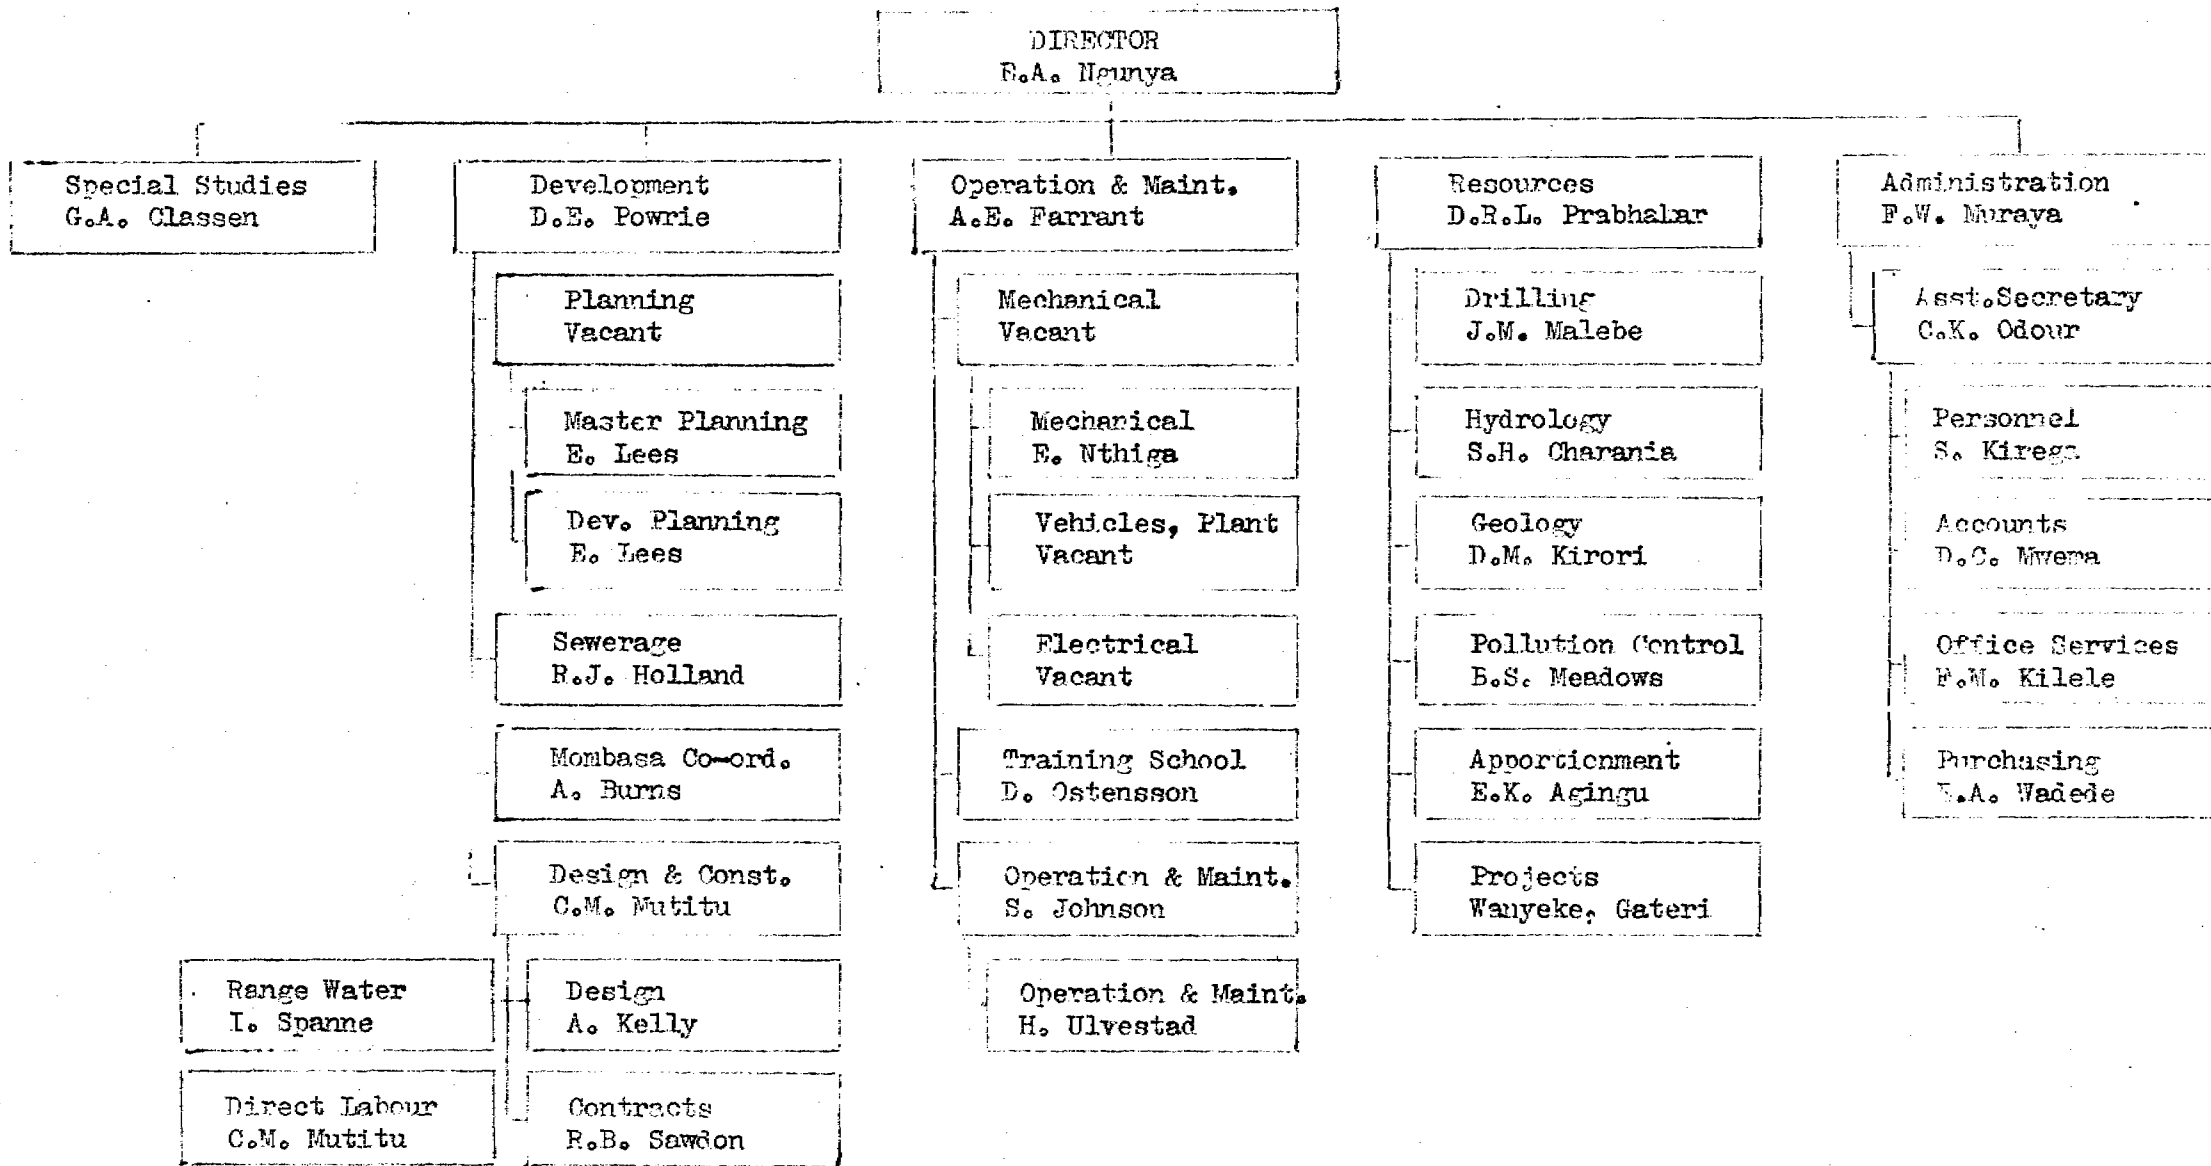 DIRECTOR
E.A. Ngunya
Special Studies
G.A. Classen
Development
D.E. Powrie
Operation & Maint.
A.E. Farrant
Resources
D.R.L. Prabhakar
Administration
F.W. Muraya
Planning
Vacant
Master Planning
E. Lees
Dev. Planning
E. Lees
Sewerage
R.J. Holland
Mombasa Co-ord.
A. Burns
Design & Const.
C.M. Mutitu
Range Water
I. Spanne
Design
A. Kelly
Direct Labour
C.M. Mutitu
Contracts
R.B. Sawdon
Mechanical
Vacant
Mechanical
E. Nthiga
Vehicles, Plant
Vacant
Electrical
Vacant
Training School
D. Ostensson
Operation & Maint.
S. Johnson
Operation & Maint.
H. Ulvestad
Drilling
J.M. Malebe
Hydrology
S.H. Charania
Geology
D.M. Kirori
Pollution Control
B.S. Meadows
Apportionment
E.K. Agingu
Projects
Wanyeke, Gateri
Asst.Secretary
C.K. Odour
Personnel
S. Kirega
Accounts
D.C. Mwema
Office Services
F.M. Kilele
Purchasing
Wadede